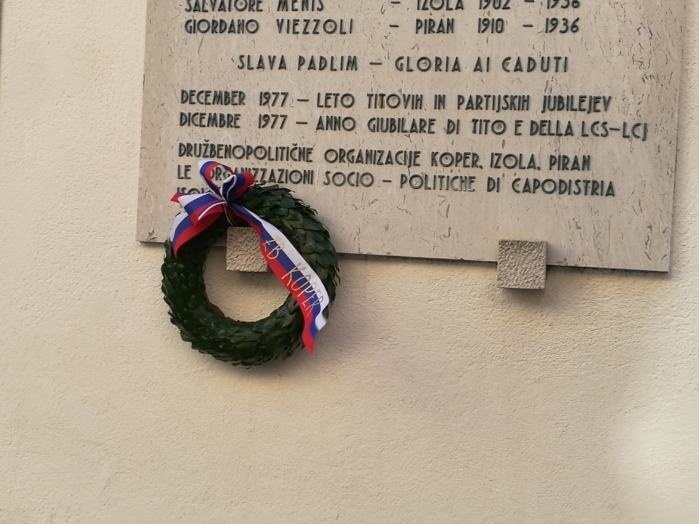 SALVATORE MENIS – IZOLA 1902 – 1936
GIORDANO VIEZZOLI – PIRAN 1910 – 1936
SLAVA PADLIM – GLORIA AI CADUTI
DECEMBER 1977 – LETO TITOVIH IN PARTIJSKIH JUBILEJEV
DICEMBRE 1977 – ANNO GIUBILARE DI TITO E DELLA LCS–LCJ
DRUŽBENOPOLITIČNE ORGANIZACIJE KOPER, IZOLA, PIRAN
LE ORGANIZZAZIONI SOCIO – POLITICHE DI CAPODISTRIA
ZB KOPER